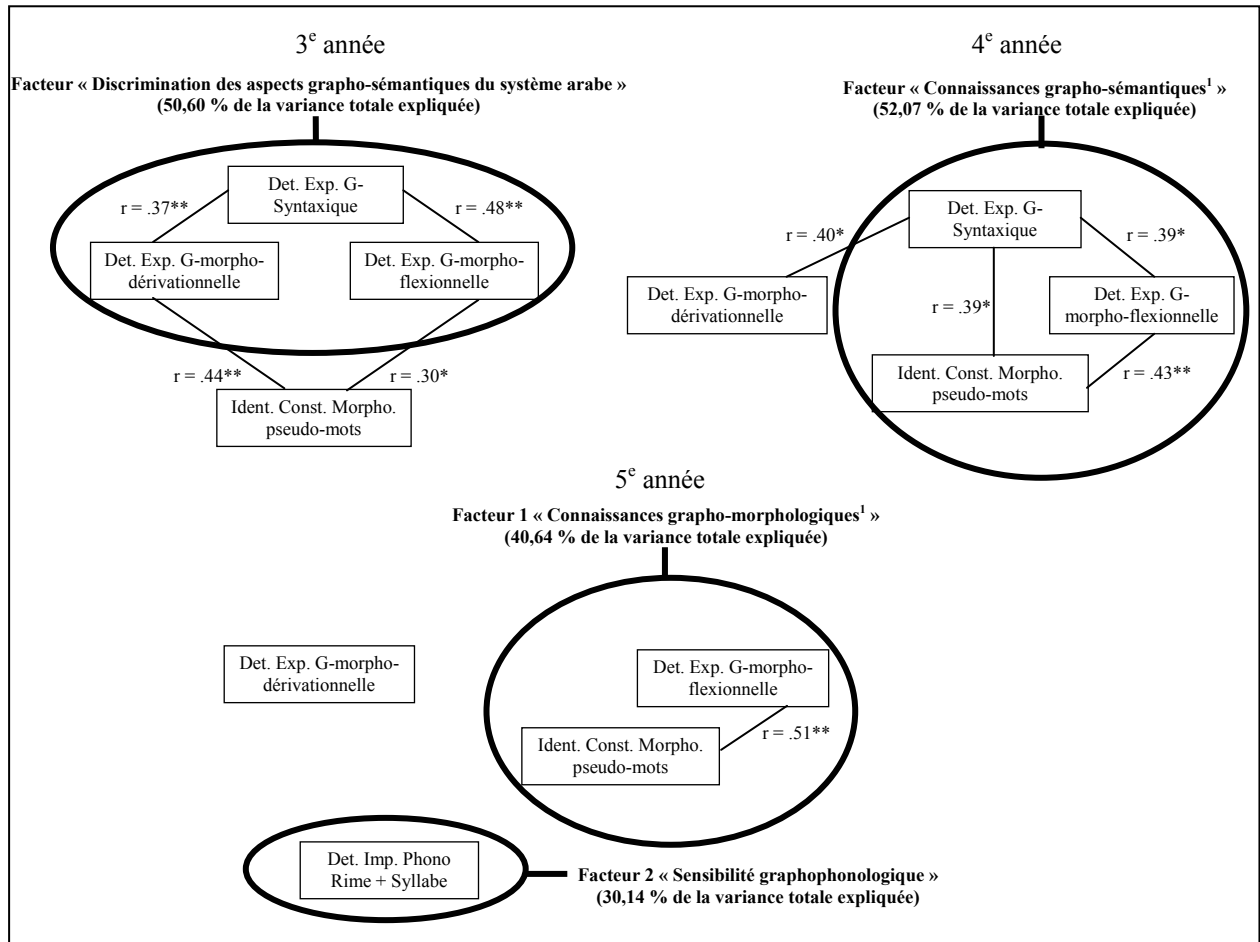 3e année
Facteur « Discrimination des aspects grapho-sémantiques du système arabe »
(50,60 % de la variance totale expliquée)
Det. Exp. G-
Syntaxique
r = .37**
r = .48**
Det. Exp. G-morpho-
dérivationnelle
Det. Exp. G-morpho-
flexionnelle
r = .44**
r = .30*
Ident. Const. Morpho.
pseudo-mots
4e année
Facteur « Connaissances grapho-sémantiques1 »
(52,07 % de la variance totale expliquée)
Det. Exp. G-
Syntaxique
r = .40*
r = .39*
Det. Exp. G-morpho-
dérivationnelle
Det. Exp. G-
morpho-flexionnelle
r = .39*
Ident. Const. Morpho.
pseudo-mots
r = .43**
5e année
Facteur 1 « Connaissances grapho-morphologiques1 »
(40,64 % de la variance totale expliquée)
Det. Exp. G-morpho-
dérivationnelle
Det. Exp. G-morpho-
flexionnelle
Ident. Const. Morpho.
pseudo-mots
r = .51**
Det. Imp. Phono
Rime + Syllabe
Facteur 2 « Sensibilité graphophonologique »
(30,14 % de la variance totale expliquée)